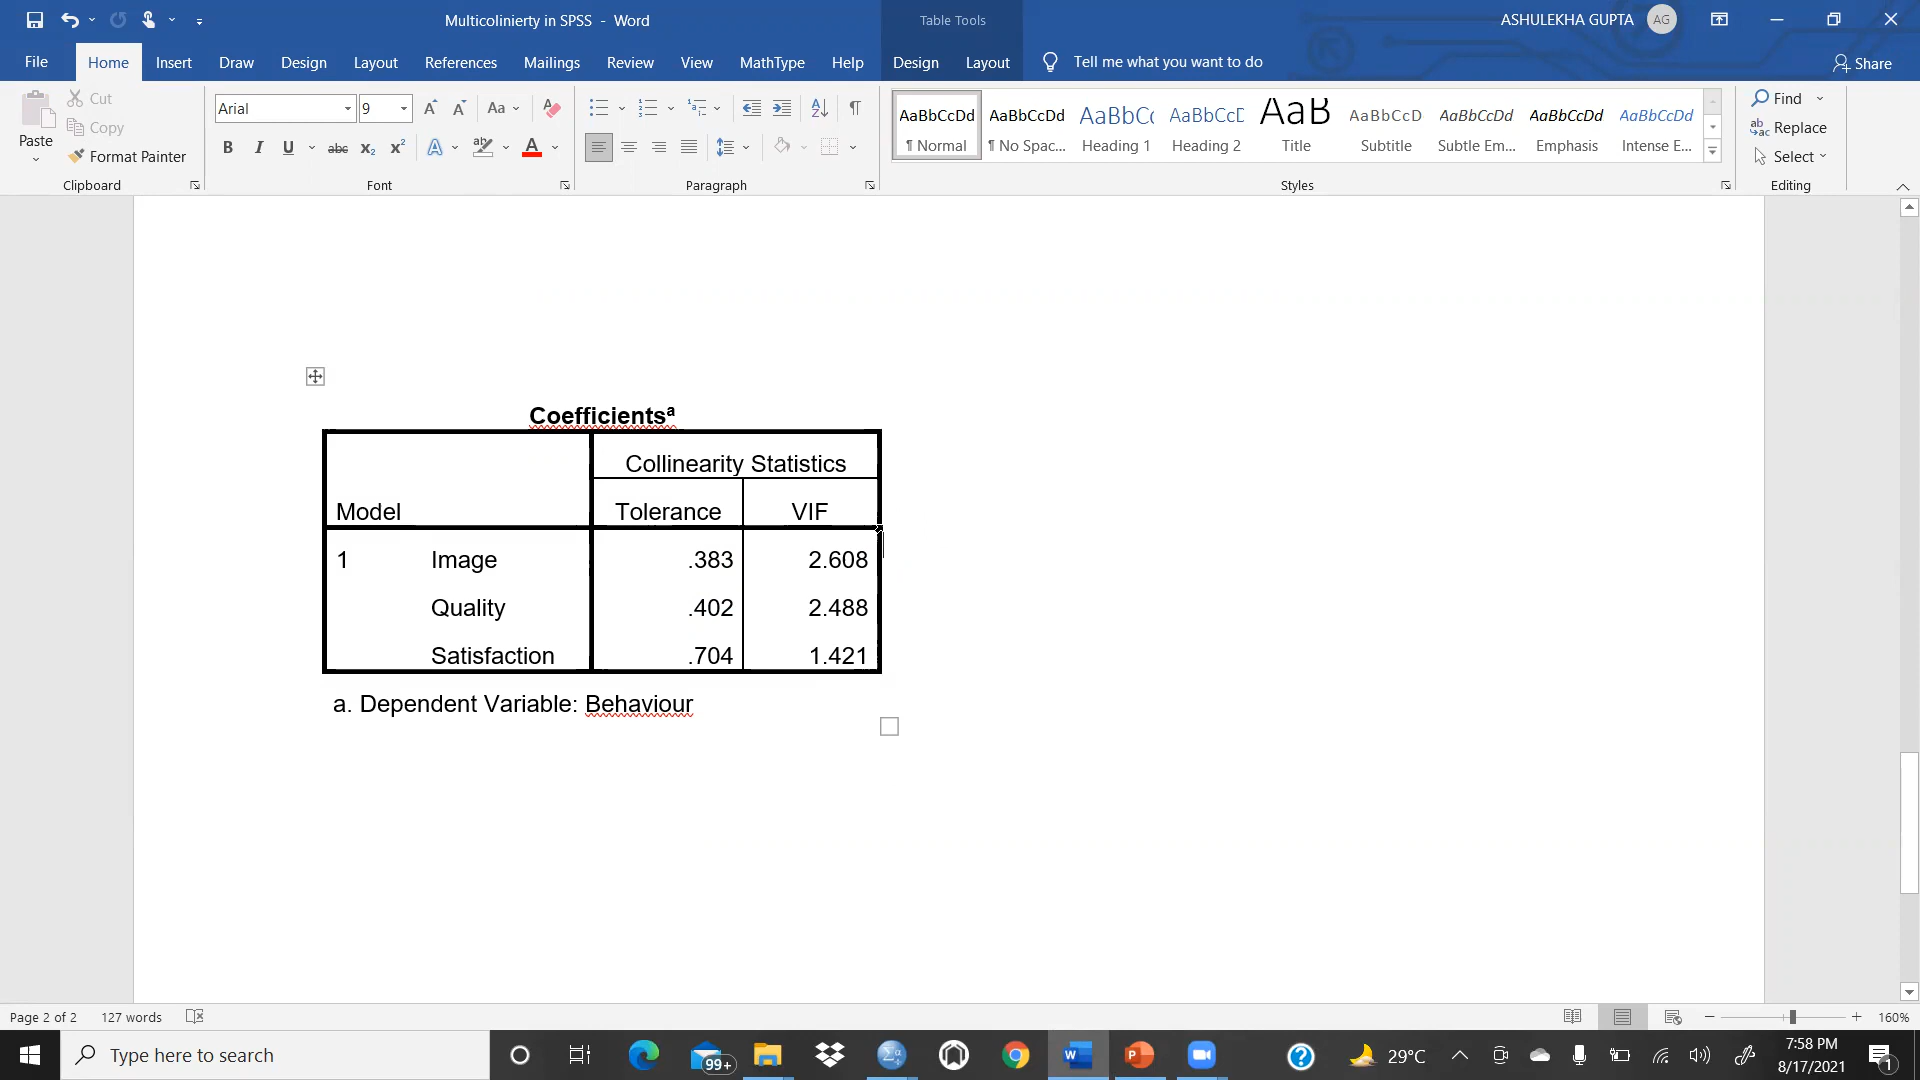 Multicolinierty in SPSS - Word
Table Tools
ASHULEKHA GUPTA AG
File Home Insert Draw Design Layout References Mailings Review View MathType Help Design Layout Tell me what you want to do Share
Paste
Cut
Copy
Format Painter
Clipboard
Arial 9
Font
Paragraph
AaBbCcDd AaBbCcDd AaBbCc AaBbCcD AaB AaBbCcD AaBbCcDd AaBbCcDd AaBbCcDd
¶ Normal ¶ No Spac... Heading 1 Heading 2 Title Subtitle Subtle Em... Emphasis Intense E...
Styles
Find
Replace
Select
Editing
Coefficientsa
Collinearity Statistics
Model Tolerance VIF
1 Image .383 2.608
Quality .402 2.488
Satisfaction .704 1.421
a. Dependent Variable: Behaviour
Page 2 of 2 127 words 160%
Type here to search
99+
29°C
7:58 PM
8/17/2021
1